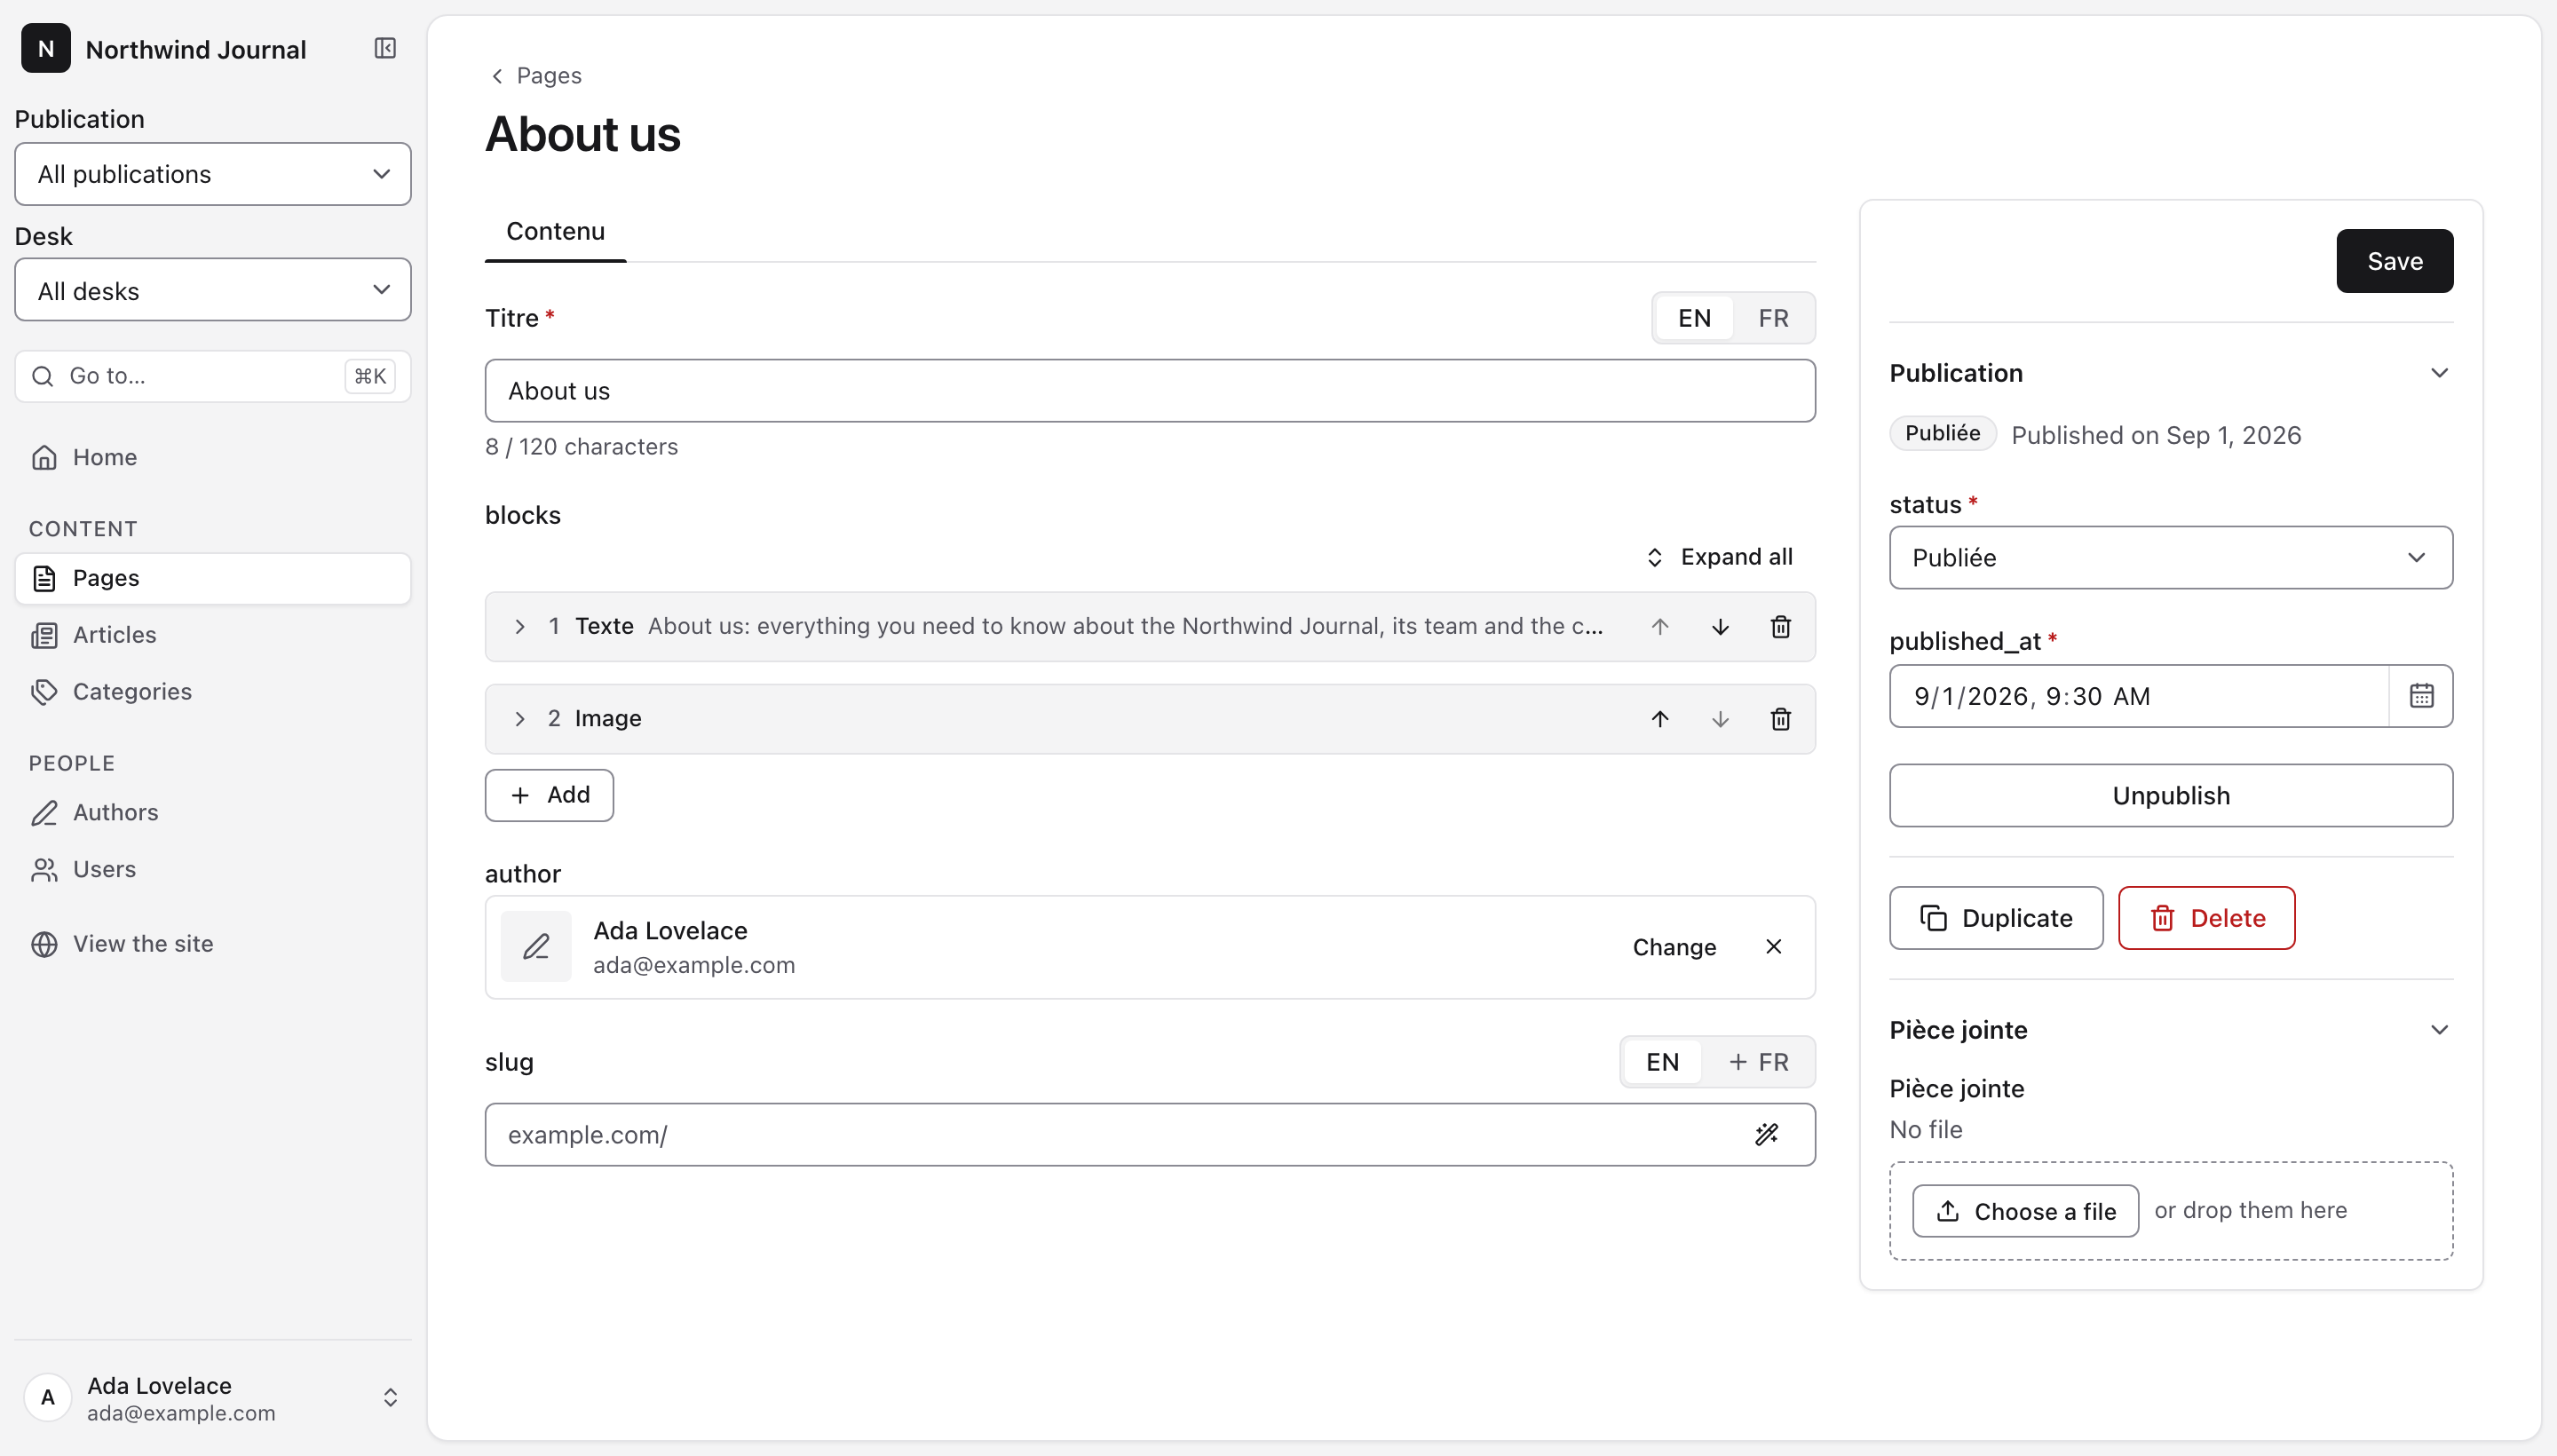 N Northwind Journal
Publication
All publications
Desk
All desks
Go to... ⌘K
Home
CONTENT
Pages
Articles
Categories
PEOPLE
Authors
Users
View the site
A
Ada Lovelace
ada@example.com
Pages
About us
Contenu
Titre *
EN FR
About us
8 / 120 characters
blocks
Expand all
1 Texte About us: everything you need to know about the Northwind Journal, its team and the c...
2 Image
Add
author
Ada Lovelace
ada@example.com
Change
slug
EN + FR
example.com/
Save
Publication
Publiée Published on Sep 1, 2026
status *
Publiée
published_at *
9/1/2026, 9:30 AM
Unpublish
Duplicate Delete
Pièce jointe
Pièce jointe
No file
Choose a file or drop them here